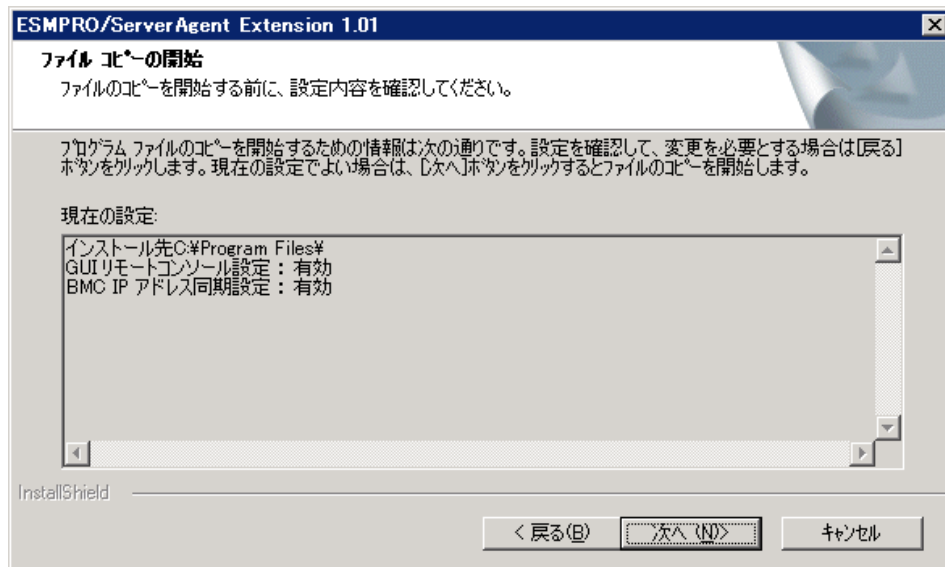 ESMPRO/ServerAgent Extension 1.01
ファイル コピーの開始
ファイルのコピーを開始する前に、設定内容を確認してください。
プログラム ファイルのコピーを開始するための情報は次の通りです。設定を確認して、変更を必要とする場合は[戻る]
ボタンをクリックします。現在の設定でよい場合は、[次へ]ボタンをクリックするとファイルのコピーを開始します。
現在の設定:
インストール先C:¥Program Files¥
GUIリモートコンソール設定 : 有効
BMC IP アドレス同期設定 : 有効
InstallShield
< 戻る(B)
次へ (N)>
キャンセル